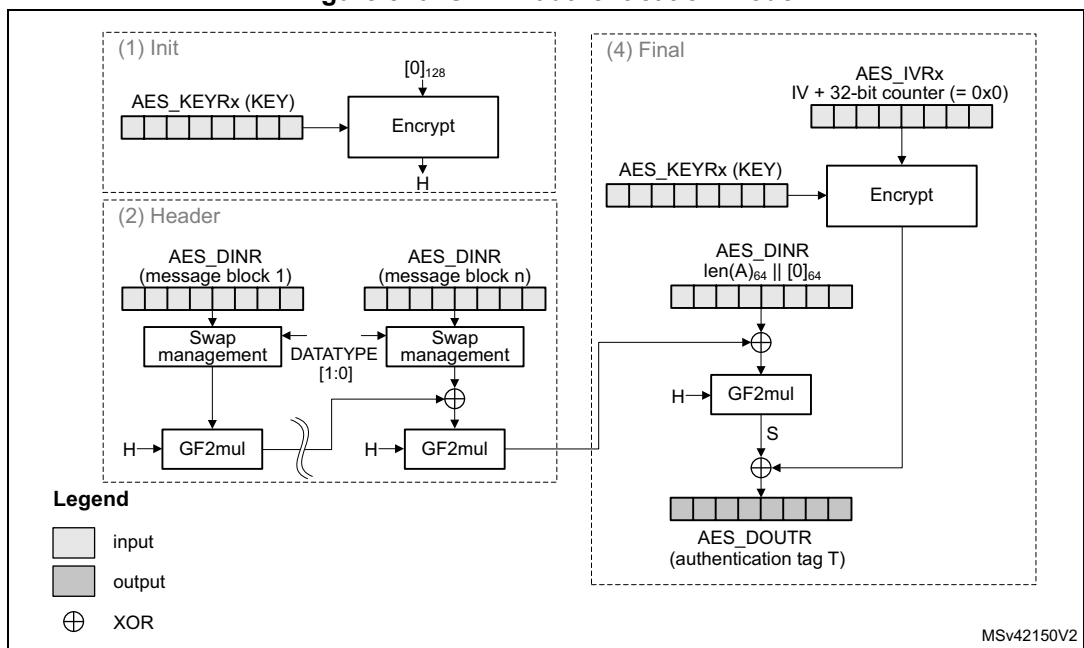 (1) Init
[0]128
AES_KEYRx (KEY)
Encrypt
H
(2) Header
AES_DINR
(message block 1)
AES_DINR
(message block n)
Swap
management
DATATYPE
[1:0]
Swap
management
H
GF2mul
H
GF2mul
(4) Final
AES_IVRx
IV + 32-bit counter (= 0x0)
AES_KEYRx (KEY)
Encrypt
AES_DINR
len(A)64 || [0]64
H
GF2mul
S
AES_DOUTR
(authentication tag T)
Legend
input
output
XOR
MSv42150V2